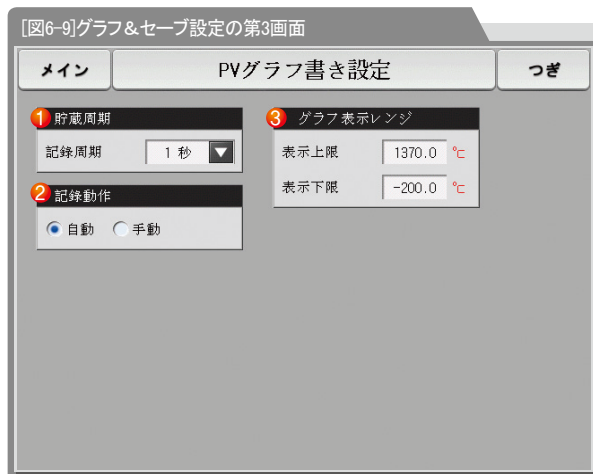 [図6-9]グラフ&セーブ設定の第3画面
メイン
PVグラフ書き設定
つぎ
1 貯蔵周期
記録周期 1 秒
2 記録動作
自動 手動
3 グラフ表示レンジ
表示上限 1370.0 ℃
表示下限 -200.0 ℃